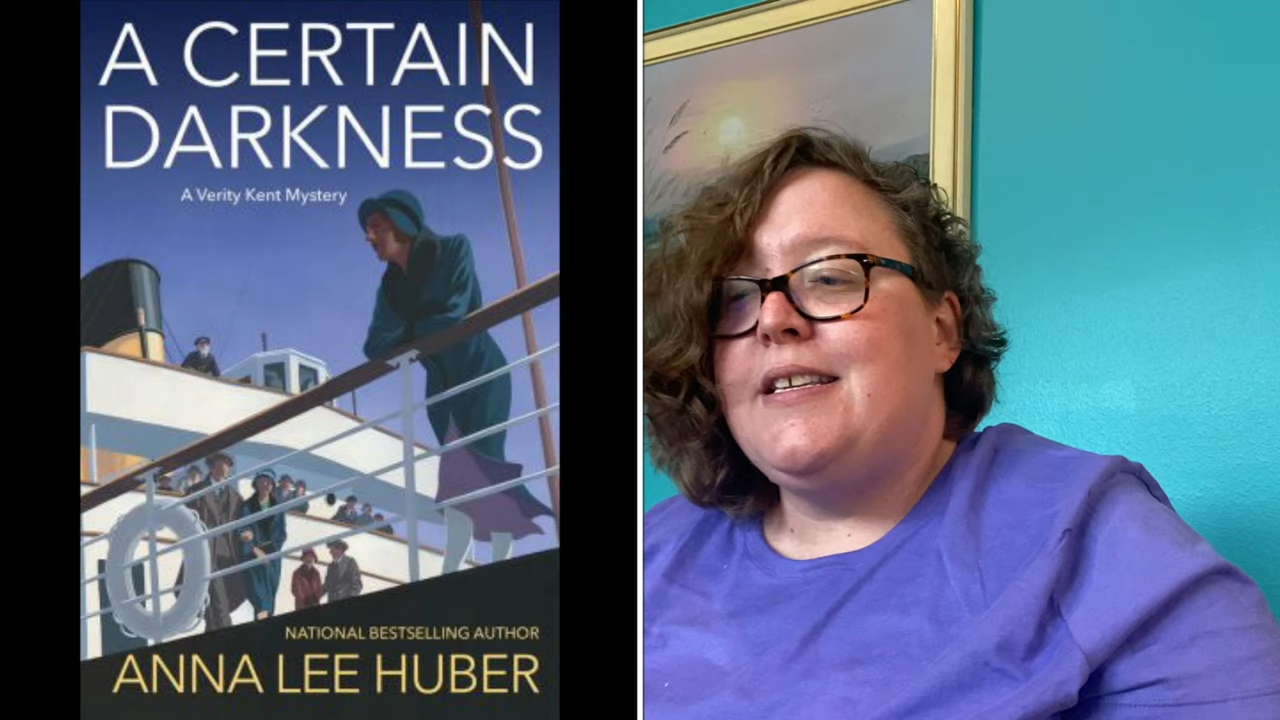 A CERTAIN
DARKNESS
A Verity Kent Mystery
NATIONAL BESTSELLING AUTHOR
ANNA LEE HUBER